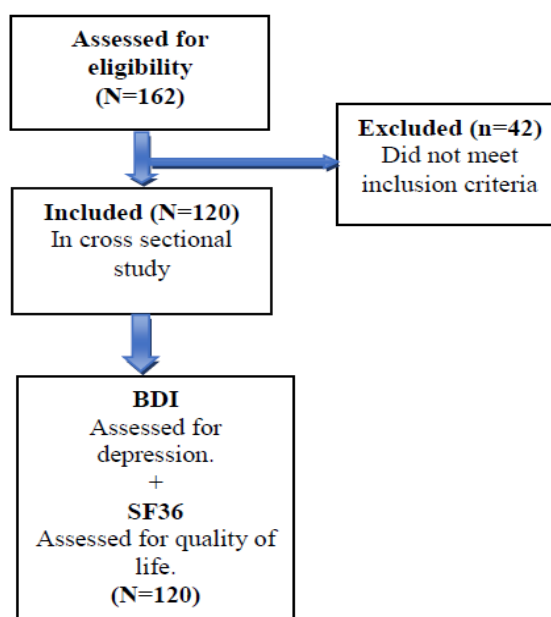 Assessed for
eligibility
(N=162)
Excluded (n=42)
Did not meet
inclusion criteria
Included (N=120)
In cross sectional
study
BDI
Assessed for
depression.
+
SF36
Assessed for quality of
life.
(N=120)